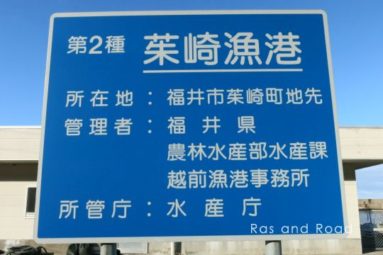 第2種 茱崎漁港
所在地：福井市茱崎町地先
管理者：福井県
農林水産部水産課
越前漁港事務所
所管庁：水産庁
Ras and Road